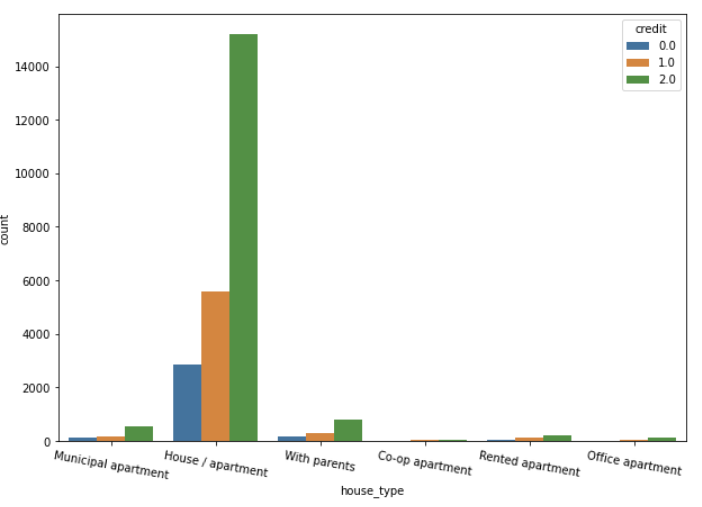 credit
0.0
1.0
2.0
14000
12000
10000
8000
6000
4000
2000
0
count
Municipal apartment
House / apartment
With parents
Co-op apartment
Rented apartment
Office apartment
house_type